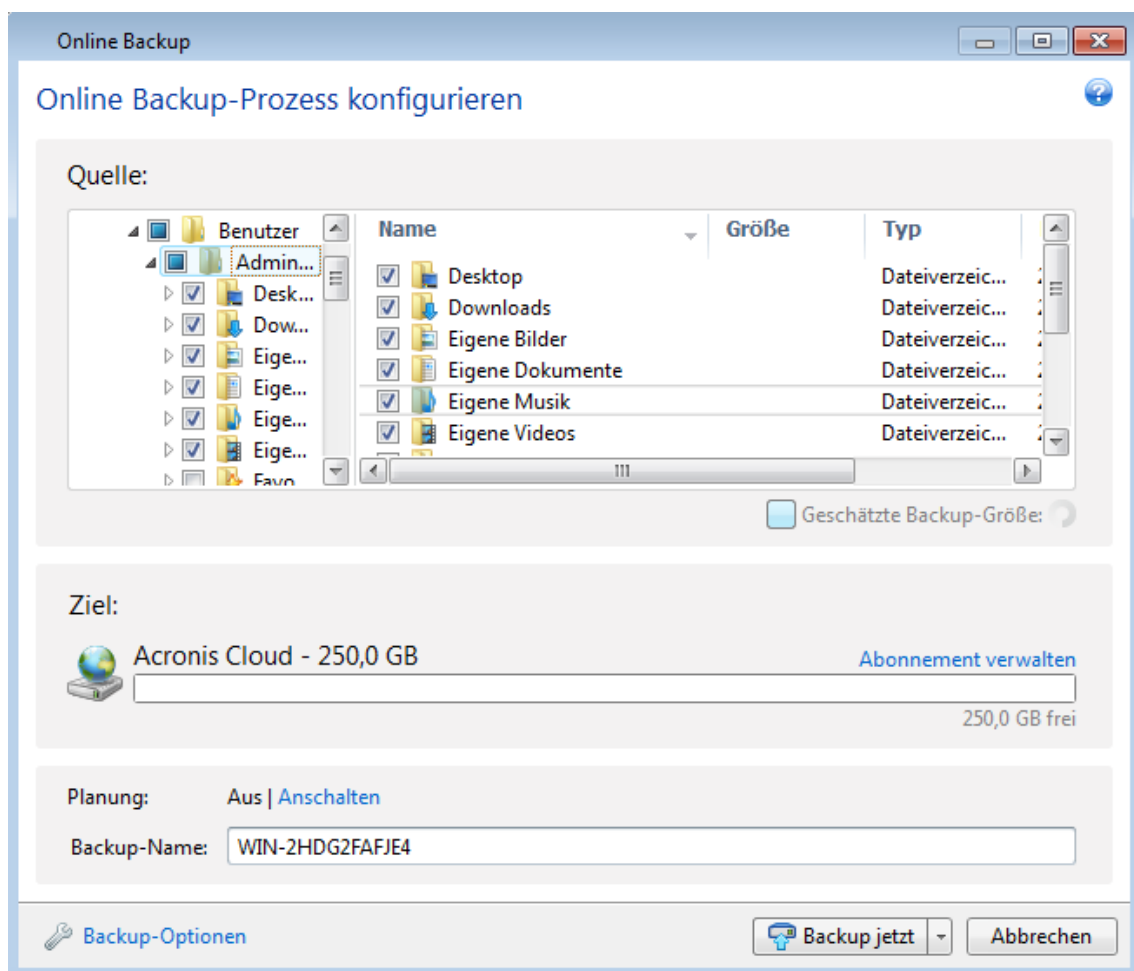 Online Backup
Online Backup-Prozess konfigurieren
Quelle:
Benutzer
Admin...
Desk...
Dow...
Eige...
Eige...
Eige...
Eige...
Favo
Name Größe Typ
Desktop Dateiverzeic...
Downloads Dateiverzeic...
Eigene Bilder Dateiverzeic...
Eigene Dokumente Dateiverzeic...
Eigene Musik Dateiverzeic...
Eigene Videos Dateiverzeic...
Geschätzte Backup-Größe:
Ziel:
Acronis Cloud - 250,0 GB
Abonnement verwalten
250,0 GB frei
Planung: Aus | Anschalten
Backup-Name: WIN-2HDG2FAFJE4
Backup-Optionen
Backup jetzt
Abbrechen